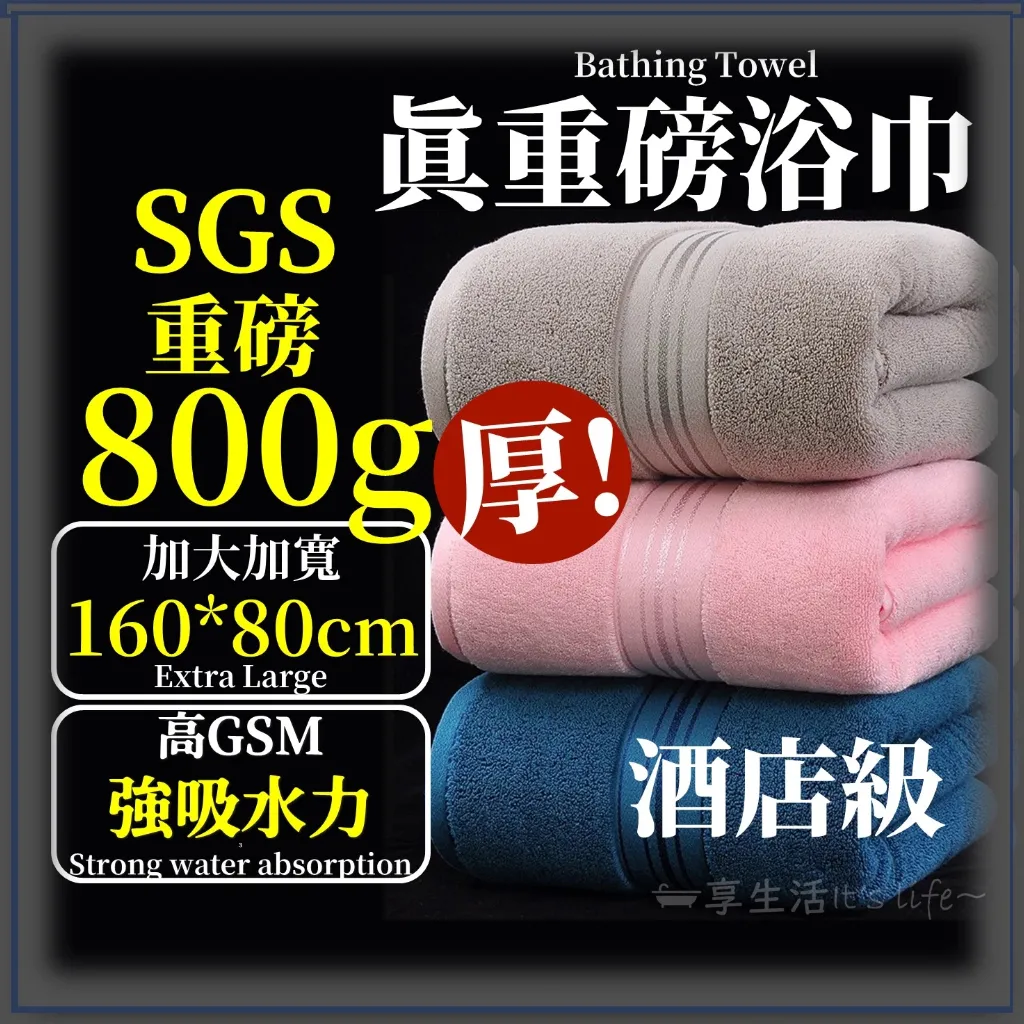 Bathing Towel
眞重磅浴巾
SGS
重磅
800g
厚!
加大加寬
160*80cm
Extra Large
高GSM
強吸水力
3
Strong water absorption
酒店級
享生活It's life~